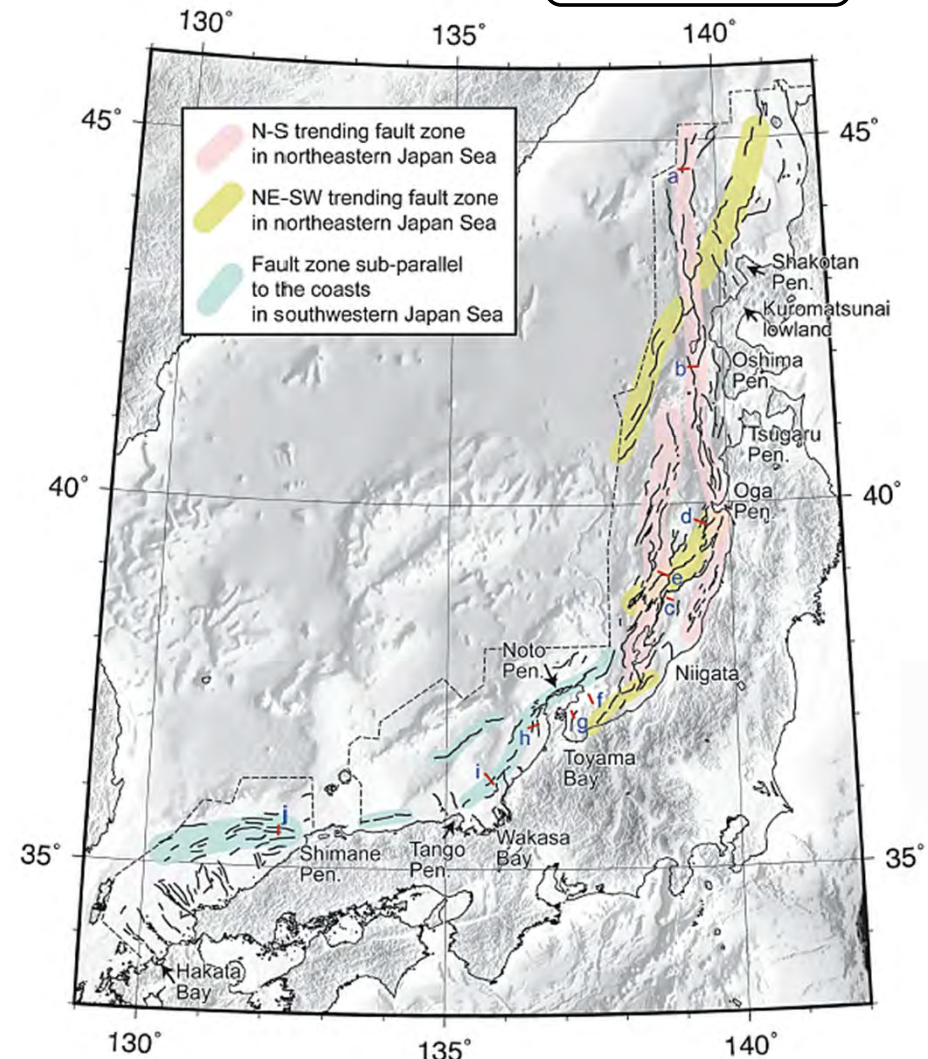 130°
135°
140°
45°
45°
N-S trending fault zone
in northeastern Japan Sea
NE-SW trending fault zone
in northeastern Japan Sea
Fault zone sub-parallel
to the coasts
in southwestern Japan Sea
a
Shakotan
Pen.
Kuromatsunai
lowland
b
Oshima
Pen.
Tsugaru
Pen.
40°
40°
Oga
Pen.
d
e
c
Noto
Pen.
Niigata
f
g
h
Toyama
Bay
i
j
Wakasa
Bay
Tango
Pen.
Shimane
Pen.
35°
35°
Hakata
Bay
130°
135°
140°